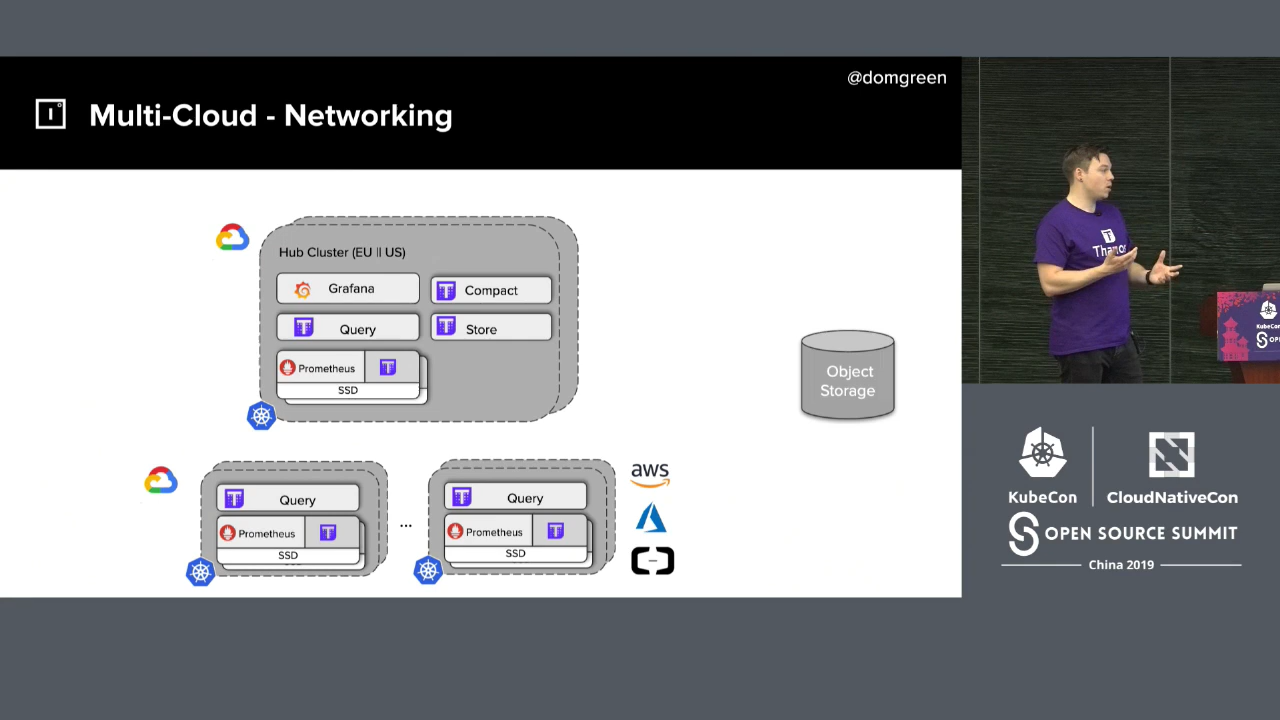 @domgreen
Multi-Cloud - Networking
Hub Cluster (EU || US)
Grafana
Compact
Query
Store
Prometheus
SSD
Object
Storage
Query
Prometheus
SSD
...
Query
Prometheus
SSD
aws
KubeCon
CloudNativeCon
OPEN SOURCE SUMMIT
China 2019